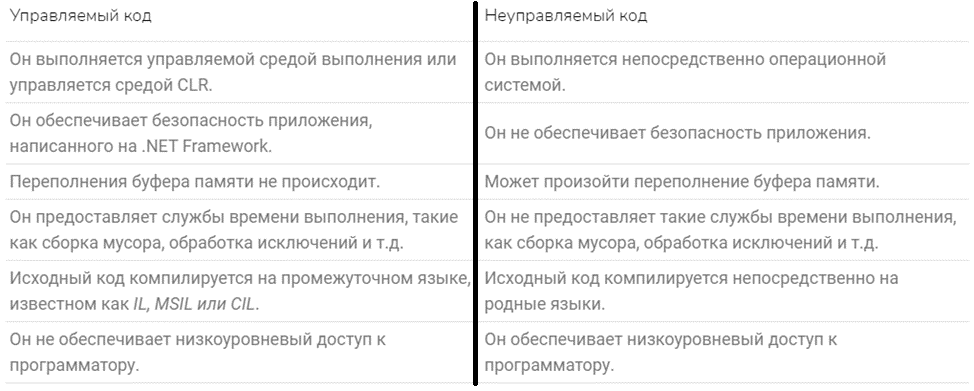 Управляемый код
Неуправляемый код
Он выполняется управляемой средой выполнения или
управляется средой CLR.
Он выполняется непосредственно операционной
системой.
Он обеспечивает безопасность приложения,
написанного на .NET Framework.
Он не обеспечивает безопасность приложения.
Переполнения буфера памяти не происходит.
Может произойти переполнение буфера памяти.
Он предоставляет службы времени выполнения, такие
как сборка мусора, обработка исключений и т.д.
Он не предоставляет такие службы времени выполнения,
как сборка мусора, обработка исключений и т.д.
Исходный код компилируется на промежуточном языке,
известном как IL, MSIL или CIL.
Исходный код компилируется непосредственно на
родные языки.
Он не обеспечивает низкоуровневый доступ к
программатору.
Он обеспечивает низкоуровневый доступ к
программатору.